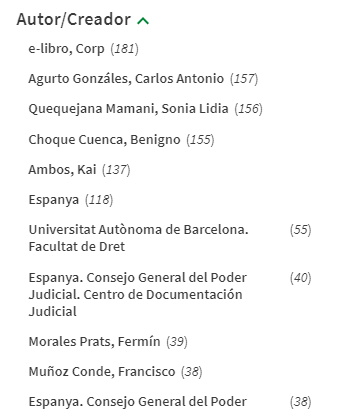 Autor/Creador
e-libro, Corp (181)
Agurto Gonzáles, Carlos Antonio (157)
Quequejana Mamani, Sonia Lidia (156)
Choque Cuenca, Benigno (155)
Ambos, Kai (137)
Espanya (118)
Universitat Autònoma de Barcelona. (55)
Facultat de Dret
Espanya. Consejo General del Poder (40)
Judicial. Centro de Documentación
Judicial
Morales Prats, Fermín (39)
Muñoz Conde, Francisco (38)
Espanya. Consejo General del Poder (38)